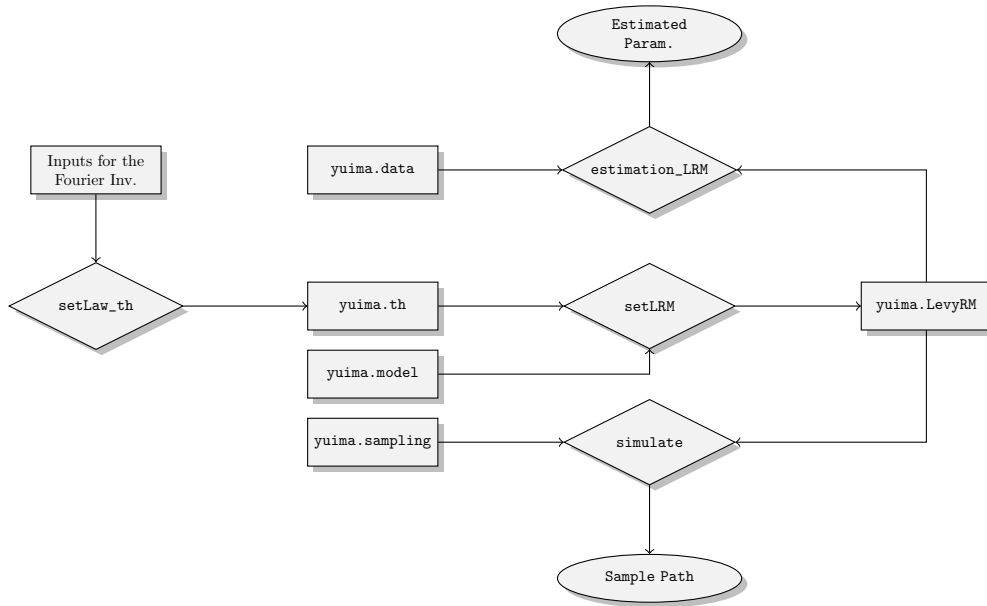 Estimated
Param.
Inputs for the
Fourier Inv.
yuima.data
estimation_LRM
setLaw_th
yuima.th
setLRM
yuima.LevyRM
yuima.model
yuima.sampling
simulate
Sample Path